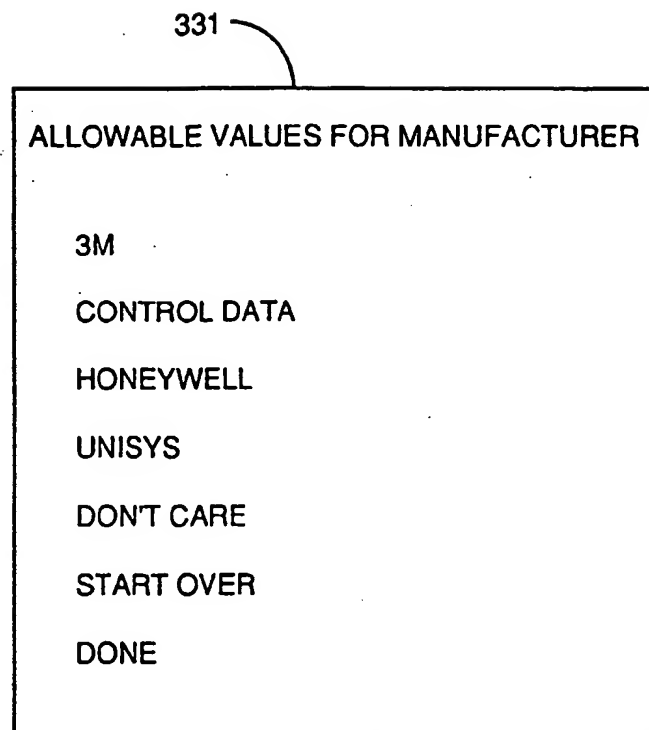 331
ALLOWABLE VALUES FOR MANUFACTURER
3M
CONTROL DATA
HONEYWELL
UNISYS
DON'T CARE
START OVER
DONE